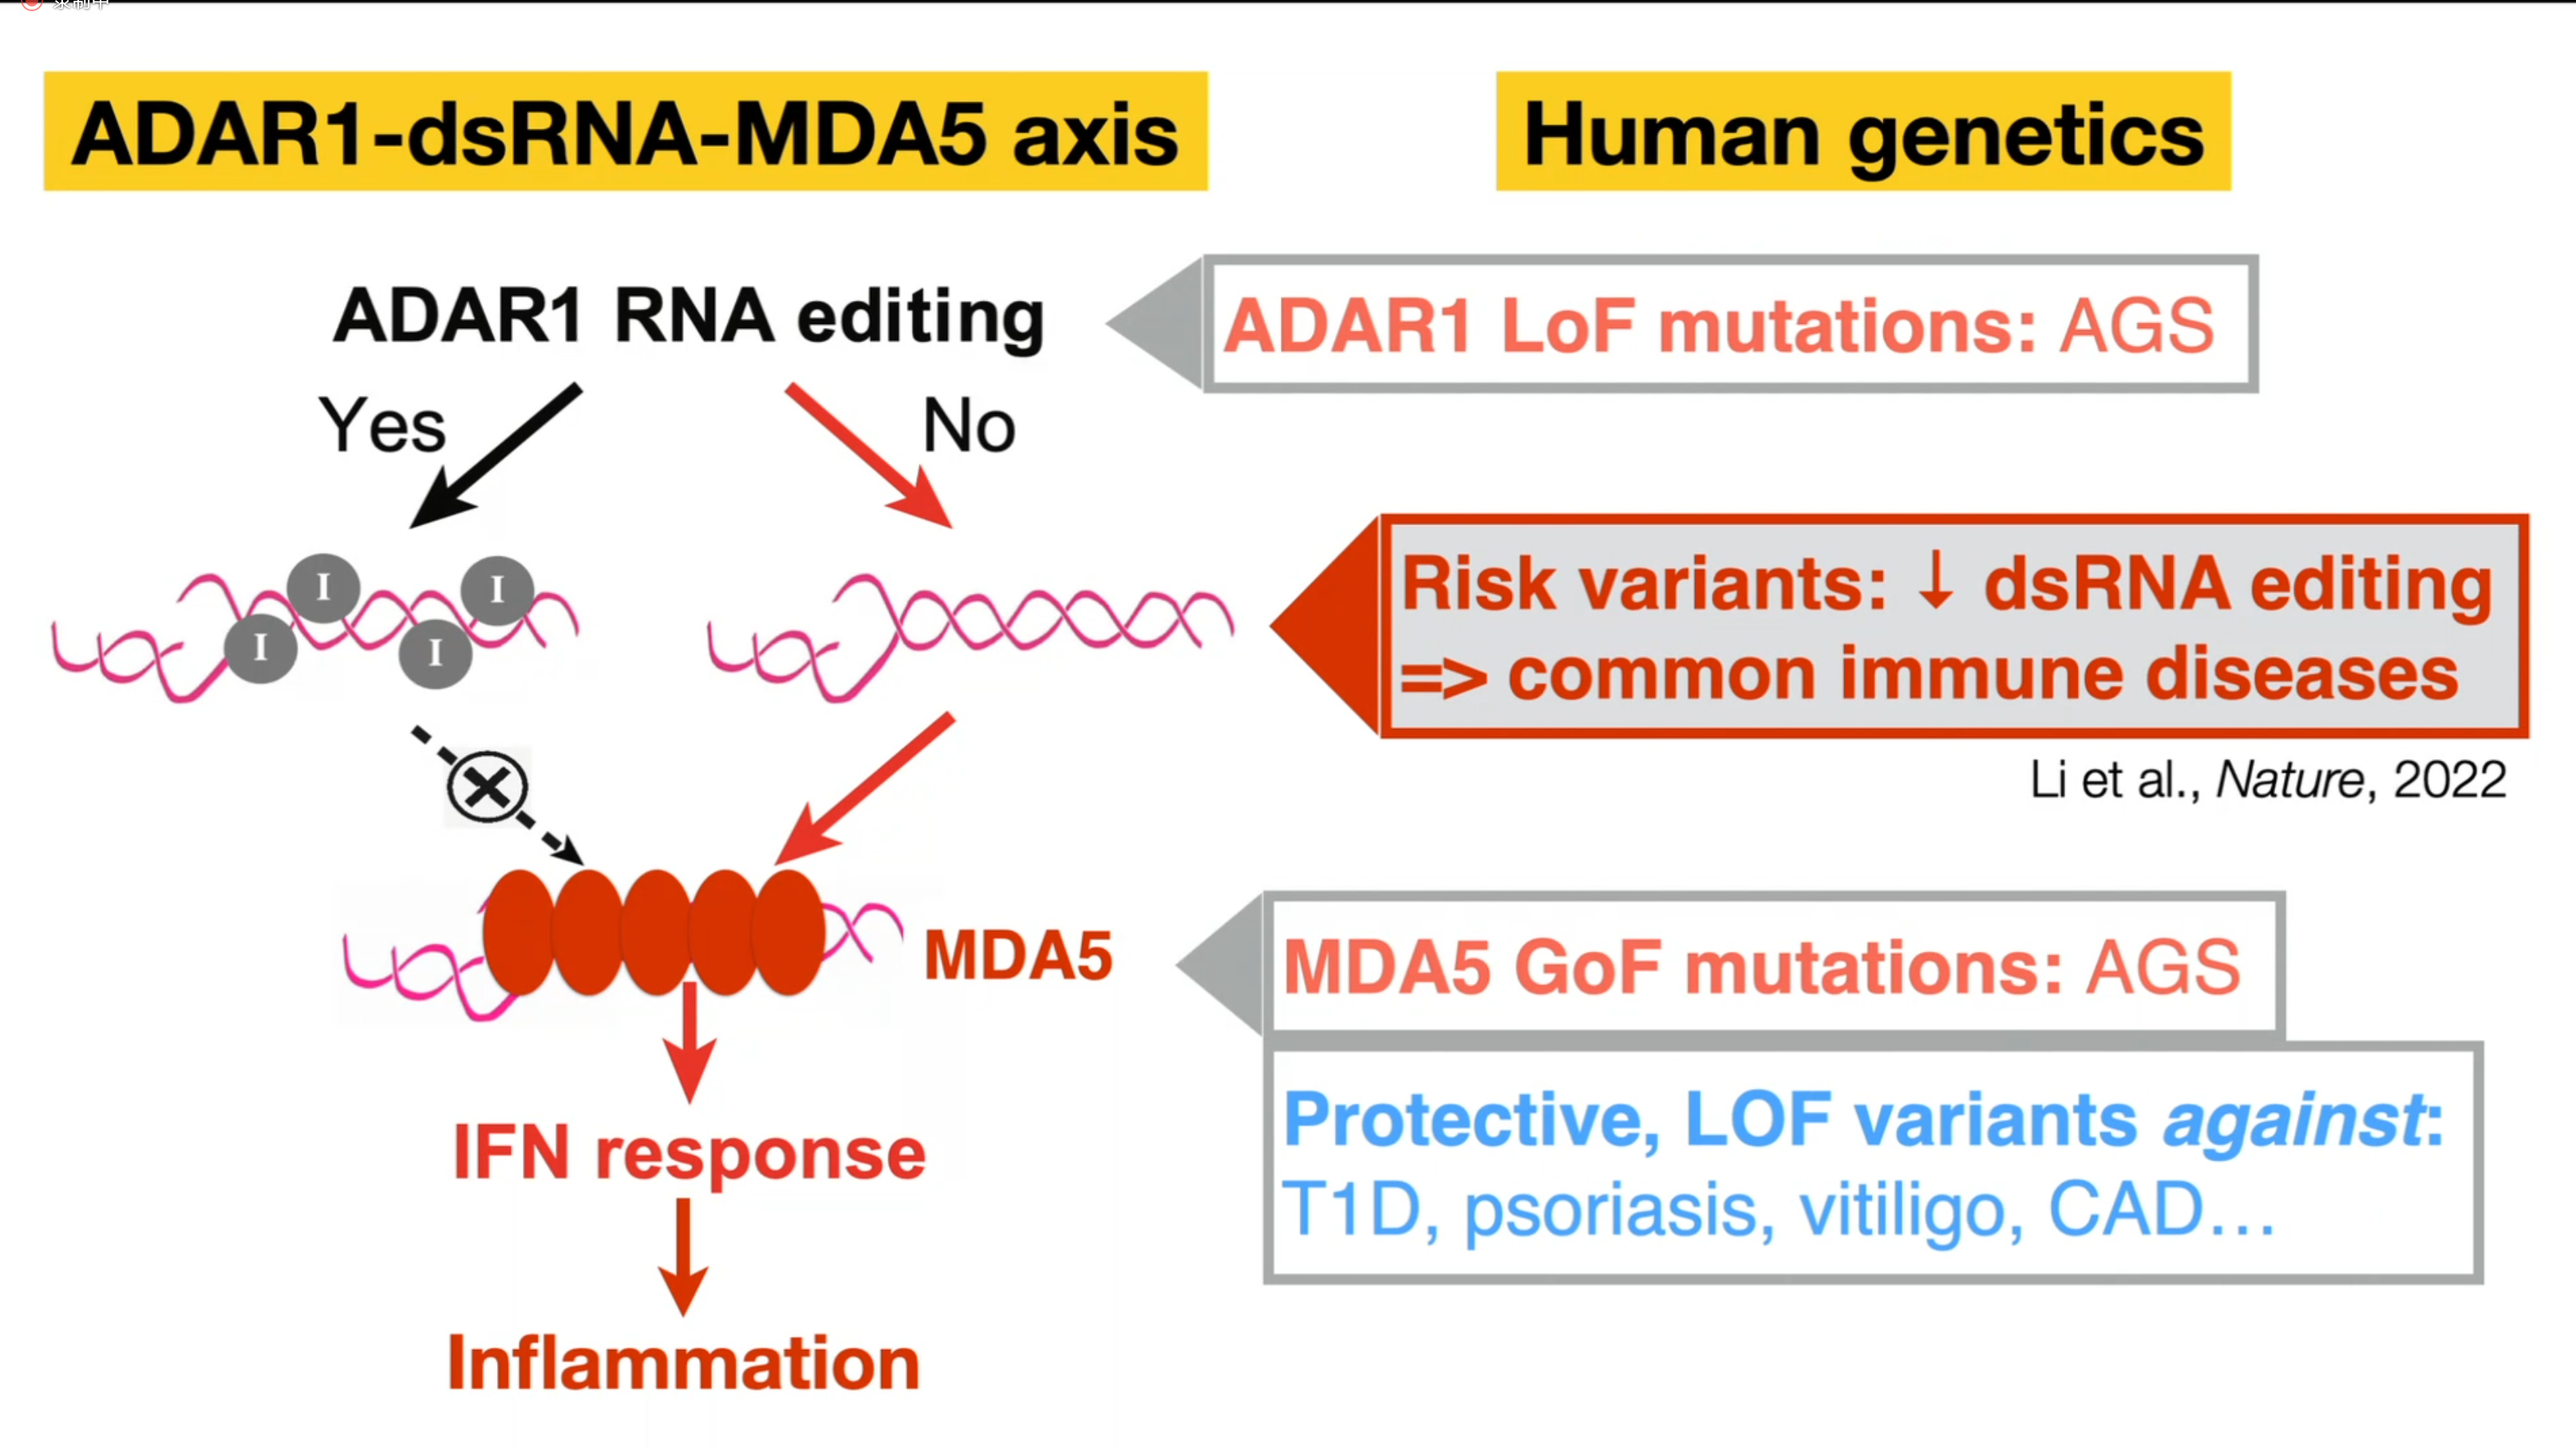 ADAR1-dsRNA-MDA5 axis
Human genetics
ADAR1 RNA editing
ADAR1 LoF mutations: AGS
Yes
No
I
I
I
I
Risk variants: ↓ dsRNA editing
=> common immune diseases
Li et al., Nature, 2022
MDA5
MDA5 GoF mutations: AGS
Protective, LOF variants against:
T1D, psoriasis, vitiligo, CAD...
IFN response
Inflammation